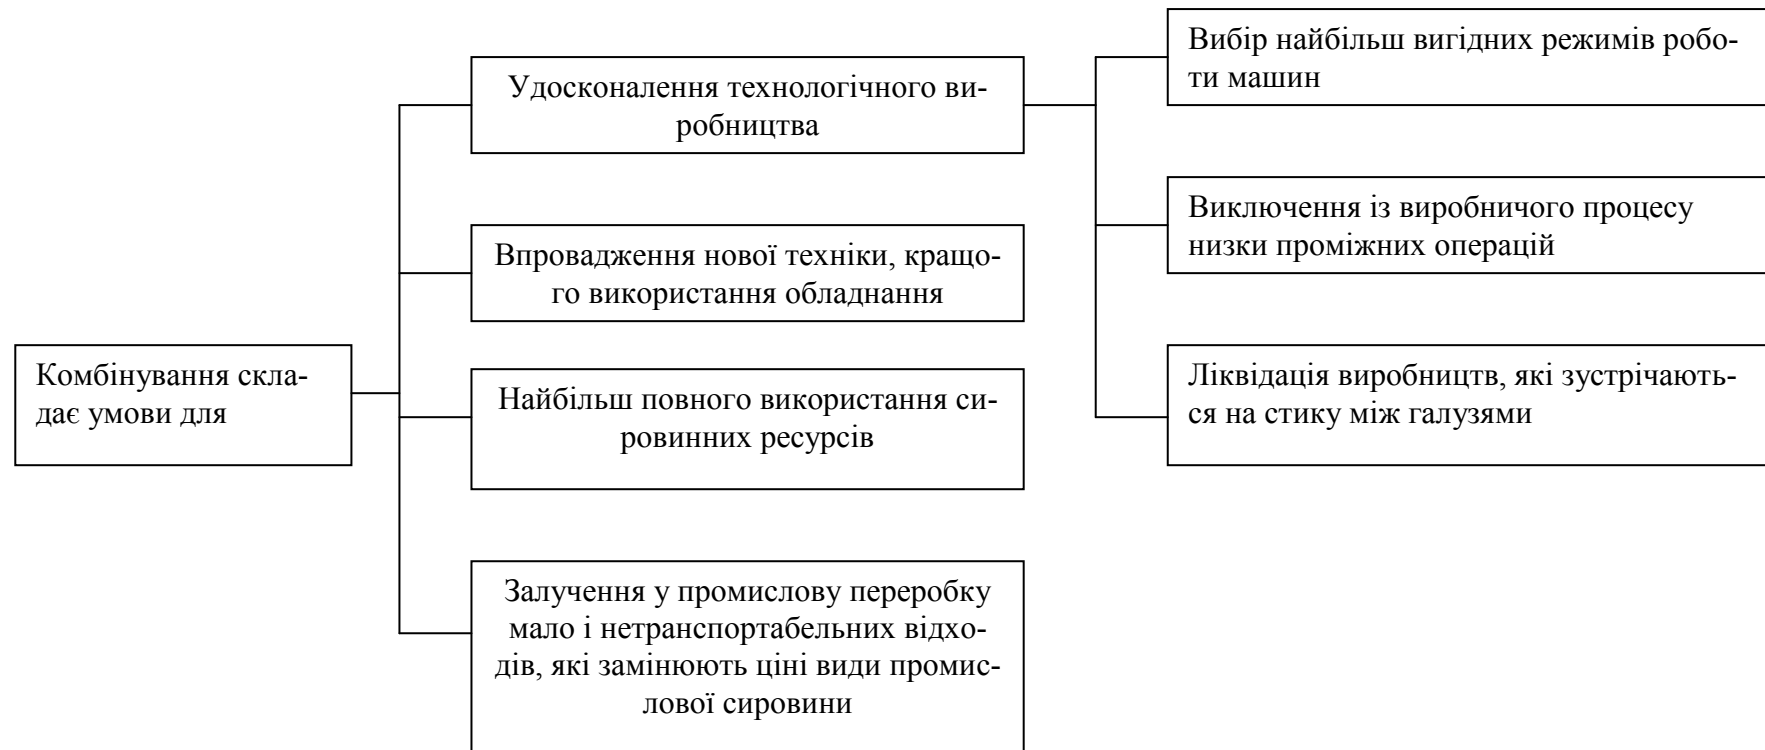 Комбінування скла-
дає умови для
Удосконалення технологічного ви-
робництва
Впровадження нової техніки, кращо-
го використання обладнання
Найбільш повного використання си-
ровинних ресурсів
Залучення у промислову переробку
мало і нетранспортабельних відхо-
дів, які замінюють ціні види промис-
лової сировини
Вибір найбільш вигідних режимів робо-
ти машин
Виключення із виробничого процесу
низки проміжних операцій
Ліквідація виробництв, які зустрічають-
ся на стику між галузями